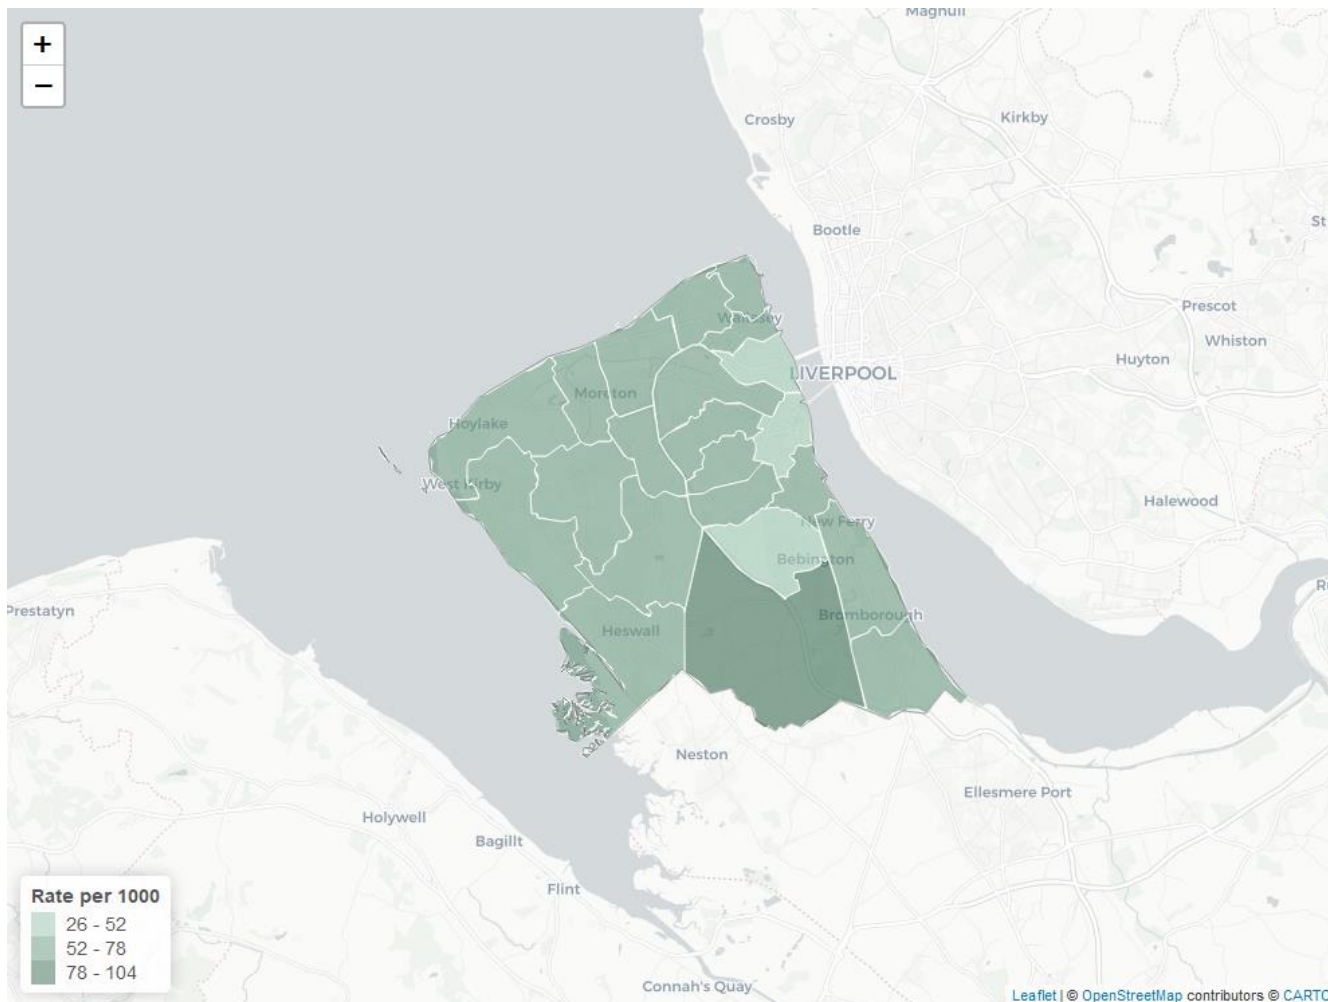 Maghull
+
−
Crosby
Kirkby
Bootle
St
Prescot
Wallasey
Whiston
Huyton
LIVERPOOL
Moreton
Hoylake
West Kirby
Halewood
New Ferry
Bebington
Prestatyn
Bromborough
Heswall
Neston
Ellesmere Port
Holywell
Bagillt
Flint
Rate per 1000
26 - 52
52 - 78
78 - 104
Connah's Quay
Leaflet | © OpenStreetMap contributors © CARTO